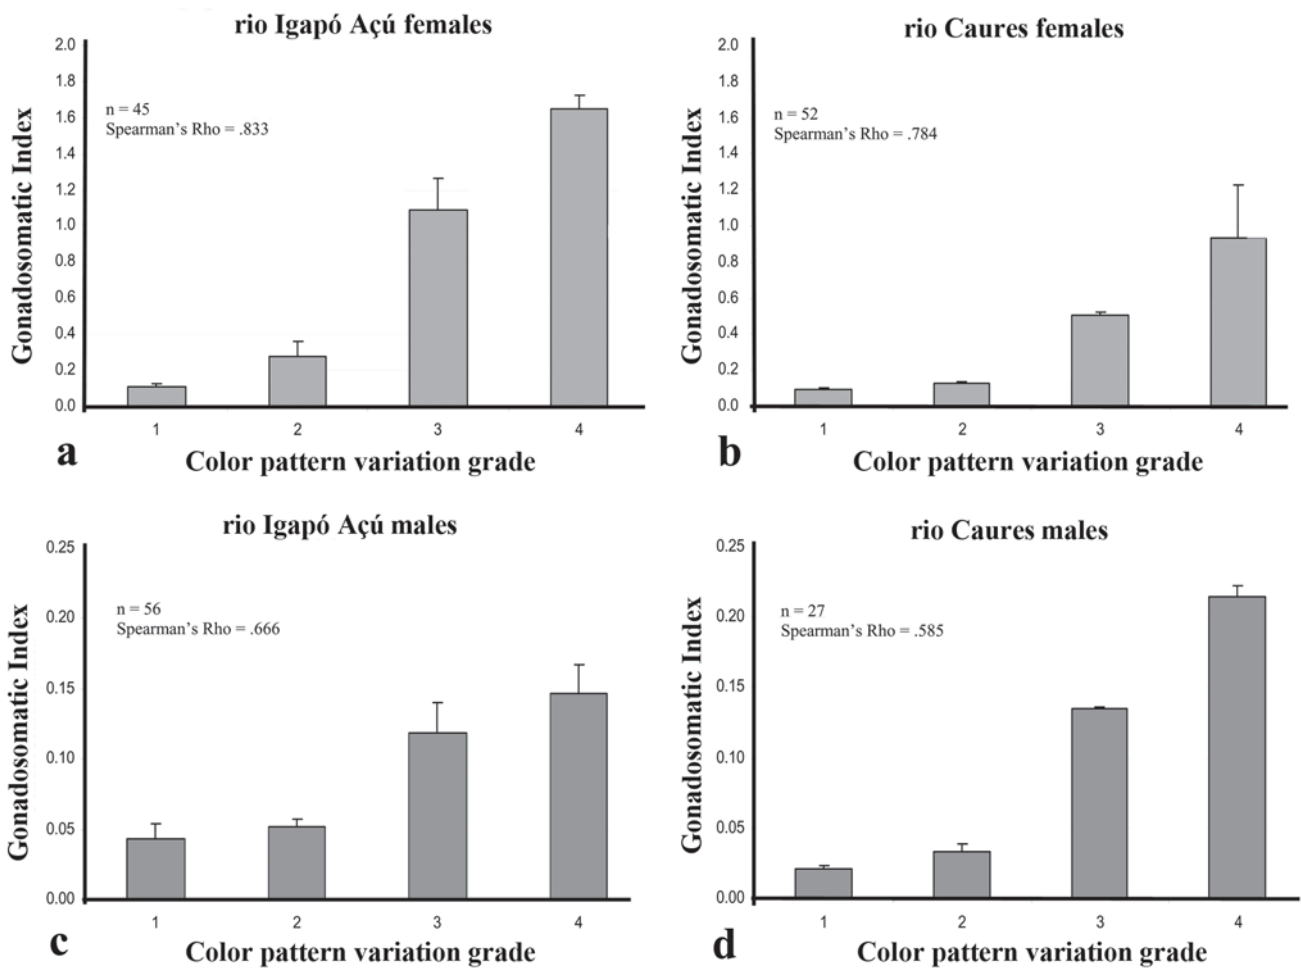 rio Igapó Açú females
2.0
1.8
1.6
1.4
1.2
1.0
0.8
0.6
0.4
0.2
0.0
Gonadosomatic Index
n = 45
Spearman's Rho = .833
1 2 3 4
a
Color pattern variation grade
rio Caures females
2.0
1.8
1.6
1.4
1.2
1.0
0.8
0.6
0.4
0.2
0.0
Gonadosomatic Index
n = 52
Spearman's Rho = .784
1 2 3 4
b
Color pattern variation grade
rio Igapó Açú males
0.25
0.20
0.15
0.10
0.05
0.00
Gonadosomatic Index
n = 56
Spearman's Rho = .666
1 2 3 4
c
Color pattern variation grade
rio Caures males
0.25
0.20
0.15
0.10
0.05
0.00
Gonadosomatic Index
n = 27
Spearman's Rho = .585
1 2 3 4
d
Color pattern variation grade